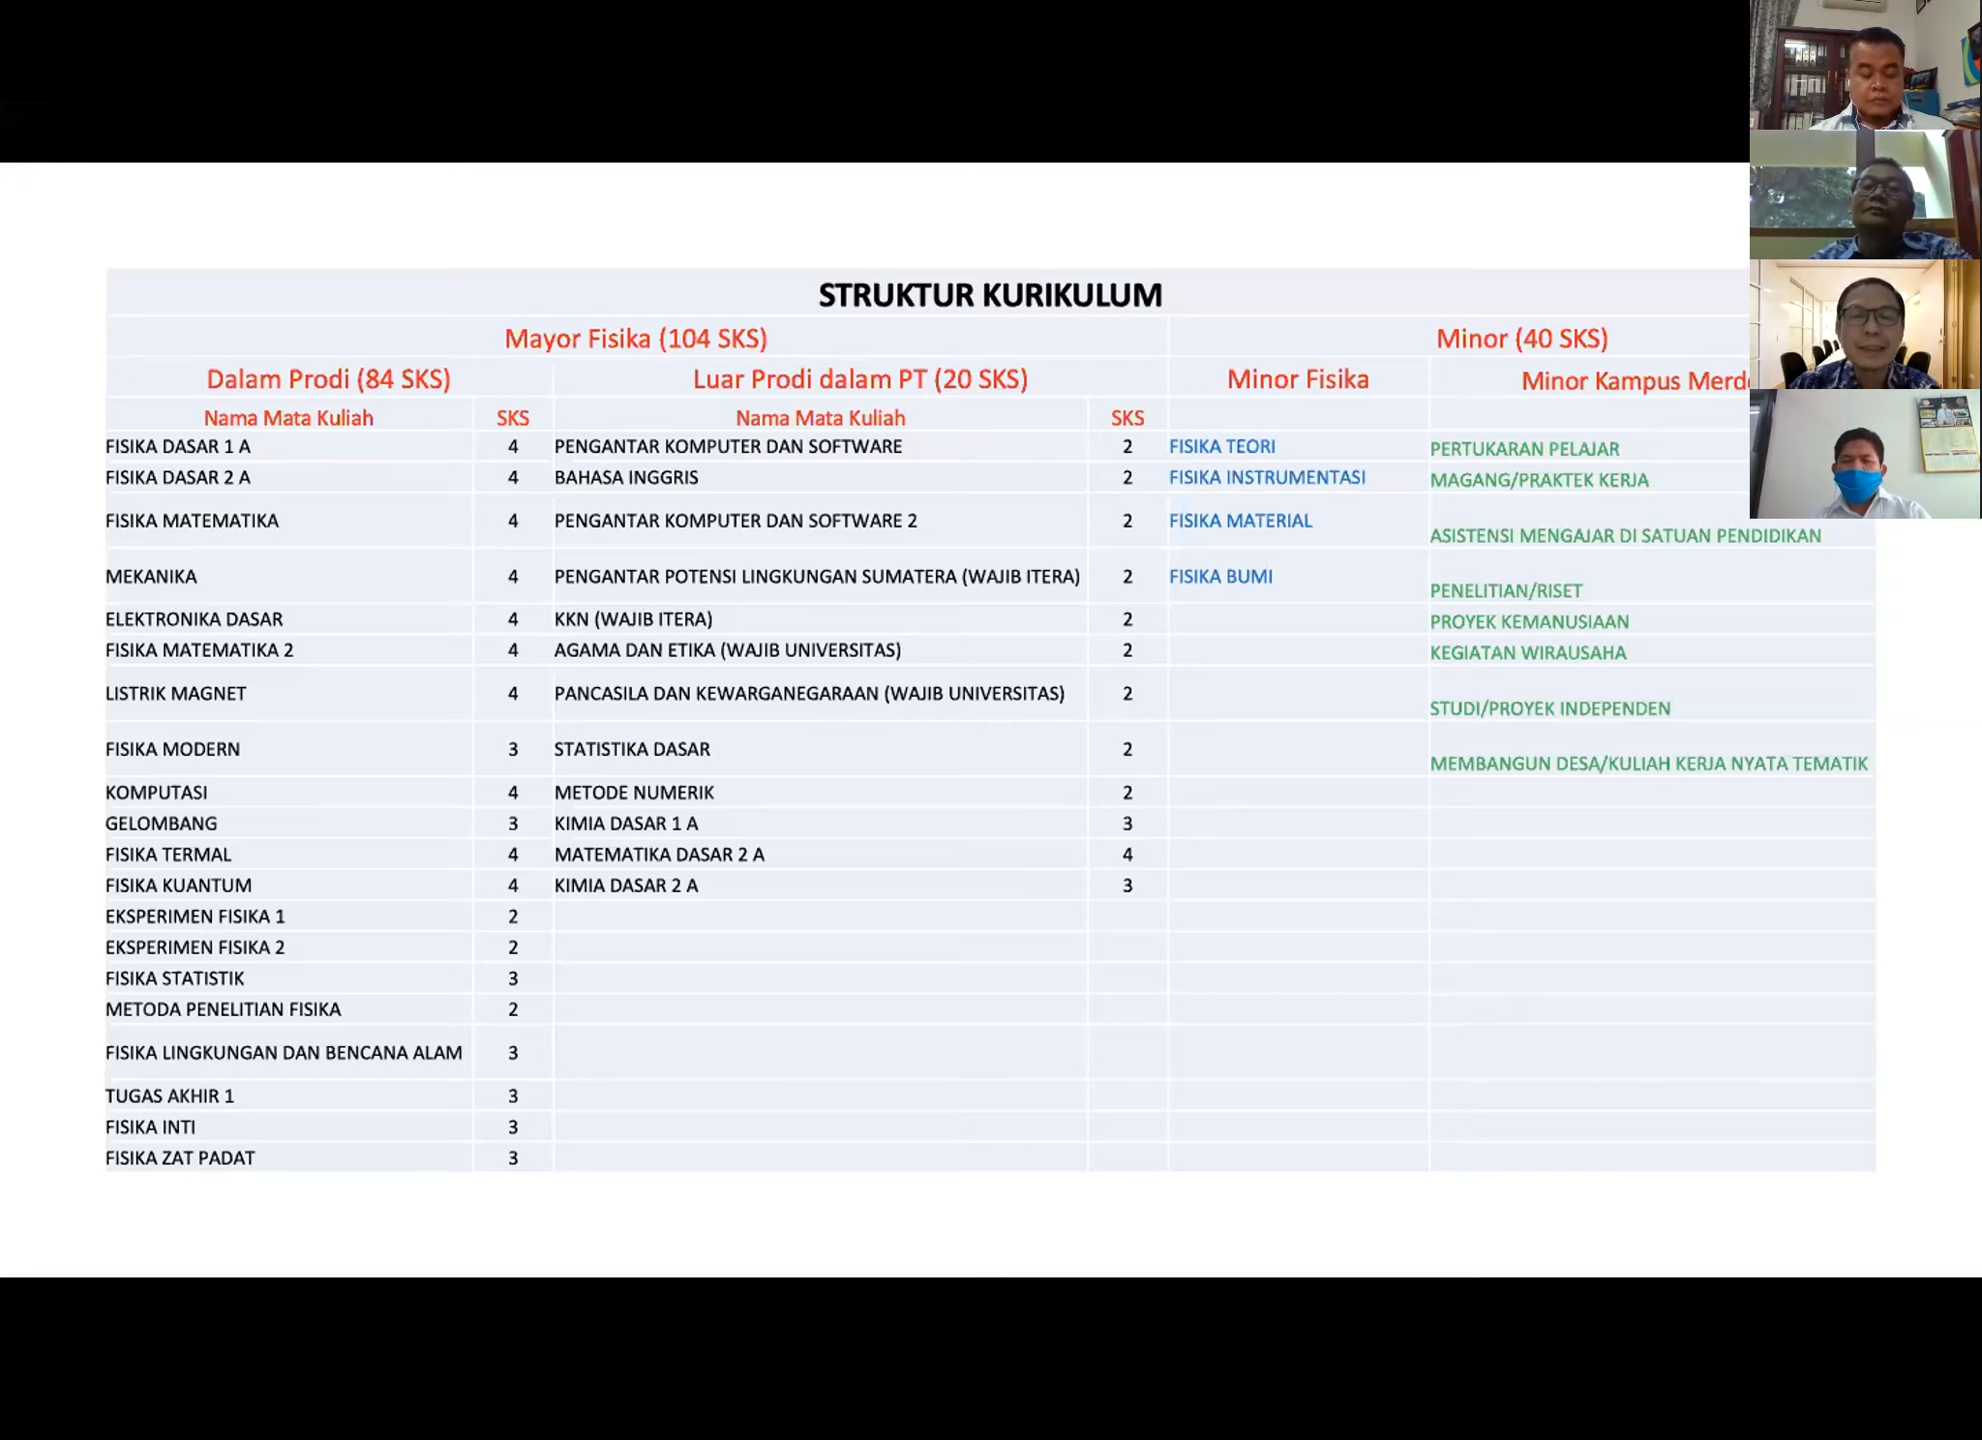 STRUKTUR KURIKULUM
Mayor Fisika (104 SKS) Minor (40 SKS)
Dalam Prodi (84 SKS) Luar Prodi dalam PT (20 SKS) Minor Fisika Minor Kampus
Nama Mata Kuliah SKS Nama Mata Kuliah SKS
FISIKA DASAR 1 A 4 PENGANTAR KOMPUTER DAN SOFTWARE 2 FISIKA TEORI PERTUKARAN PELAJAR
FISIKA DASAR 2 A 4 BAHASA INGGRIS 2 FISIKA INSTRUMENTASI MAGANG/PRAKTEK KERJA
FISIKA MATEMATIKA 4 PENGANTAR KOMPUTER DAN SOFTWARE 2 2 FISIKA MATERIAL ASISTENSI MENGAJAR DI SATUAN PENDIDIKAN
MEKANIKA 4 PENGANTAR POTENSI LINGKUNGAN SUMATERA (WAJIB ITERA) 2 FISIKA BUMI PENELITIAN/RISET
ELEKTRONIKA DASAR 4 KKN (WAJIB ITERA) 2 PROYEK KEMANUSIAAN
FISIKA MATEMATIKA 2 4 AGAMA DAN ETIKA (WAJIB UNIVERSITAS) 2 KEGIATAN WIRAUSAHA
LISTRIK MAGNET 4 PANCASILA DAN KEWARGANEGARAAN (WAJIB UNIVERSITAS) 2 STUDI/PROYEK INDEPENDEN
FISIKA MODERN 3 STATISTIKA DASAR 2 MEMBANGUN DESA/KULIAH KERJA NYATA TEMATIK
KOMPUTASI 4 METODE NUMERIK 2
GELOMBANG 3 KIMIA DASAR 1 A 3
FISIKA TERMAL 4 MATEMATIKA DASAR 2 A 4
FISIKA KUANTUM 4 KIMIA DASAR 2 A 3
EKSPERIMEN FISIKA 1 2
EKSPERIMEN FISIKA 2 2
FISIKA STATISTIK 3
METODA PENELITIAN FISIKA 2
FISIKA LINGKUNGAN DAN BENCANA ALAM 3
TUGAS AKHIR 1 3
FISIKA INTI 3
FISIKA ZAT PADAT 3